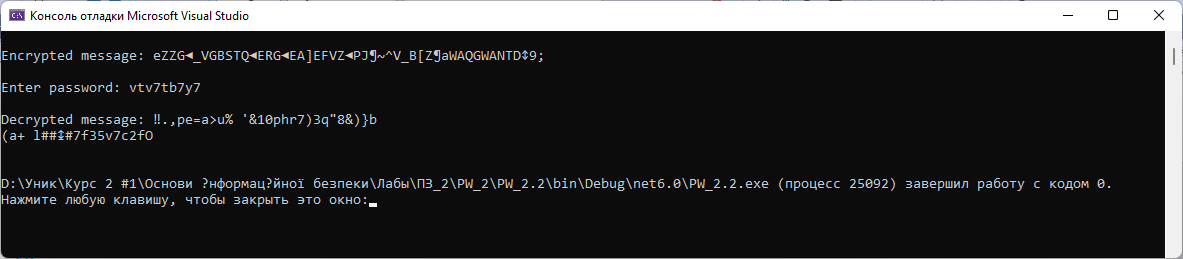 Консоль отладки Microsoft Visual Studio
Encrypted message: eZZG◄_VGBSTQ◄ERG◄EA]EFVZ◄PJ¶~^V_B[Z¶aWAQGWANTD↕9;
Enter password: vtv7tb7y7
Decrypted message: ‼.,pe=a>u% '&10phr7)3q"8&)}b
(a+ l##↕#7f35v7c2fO
D:\Уник\Курс 2 #1\Основи ?нформац?йної безпеки\Лабы\ПЗ_2\PW_2\PW_2.2\bin\Debug\net6.0\PW_2.2.exe (процесс 25092) завершил работу с кодом 0.
Нажмите любую клавишу, чтобы закрыть это окно: